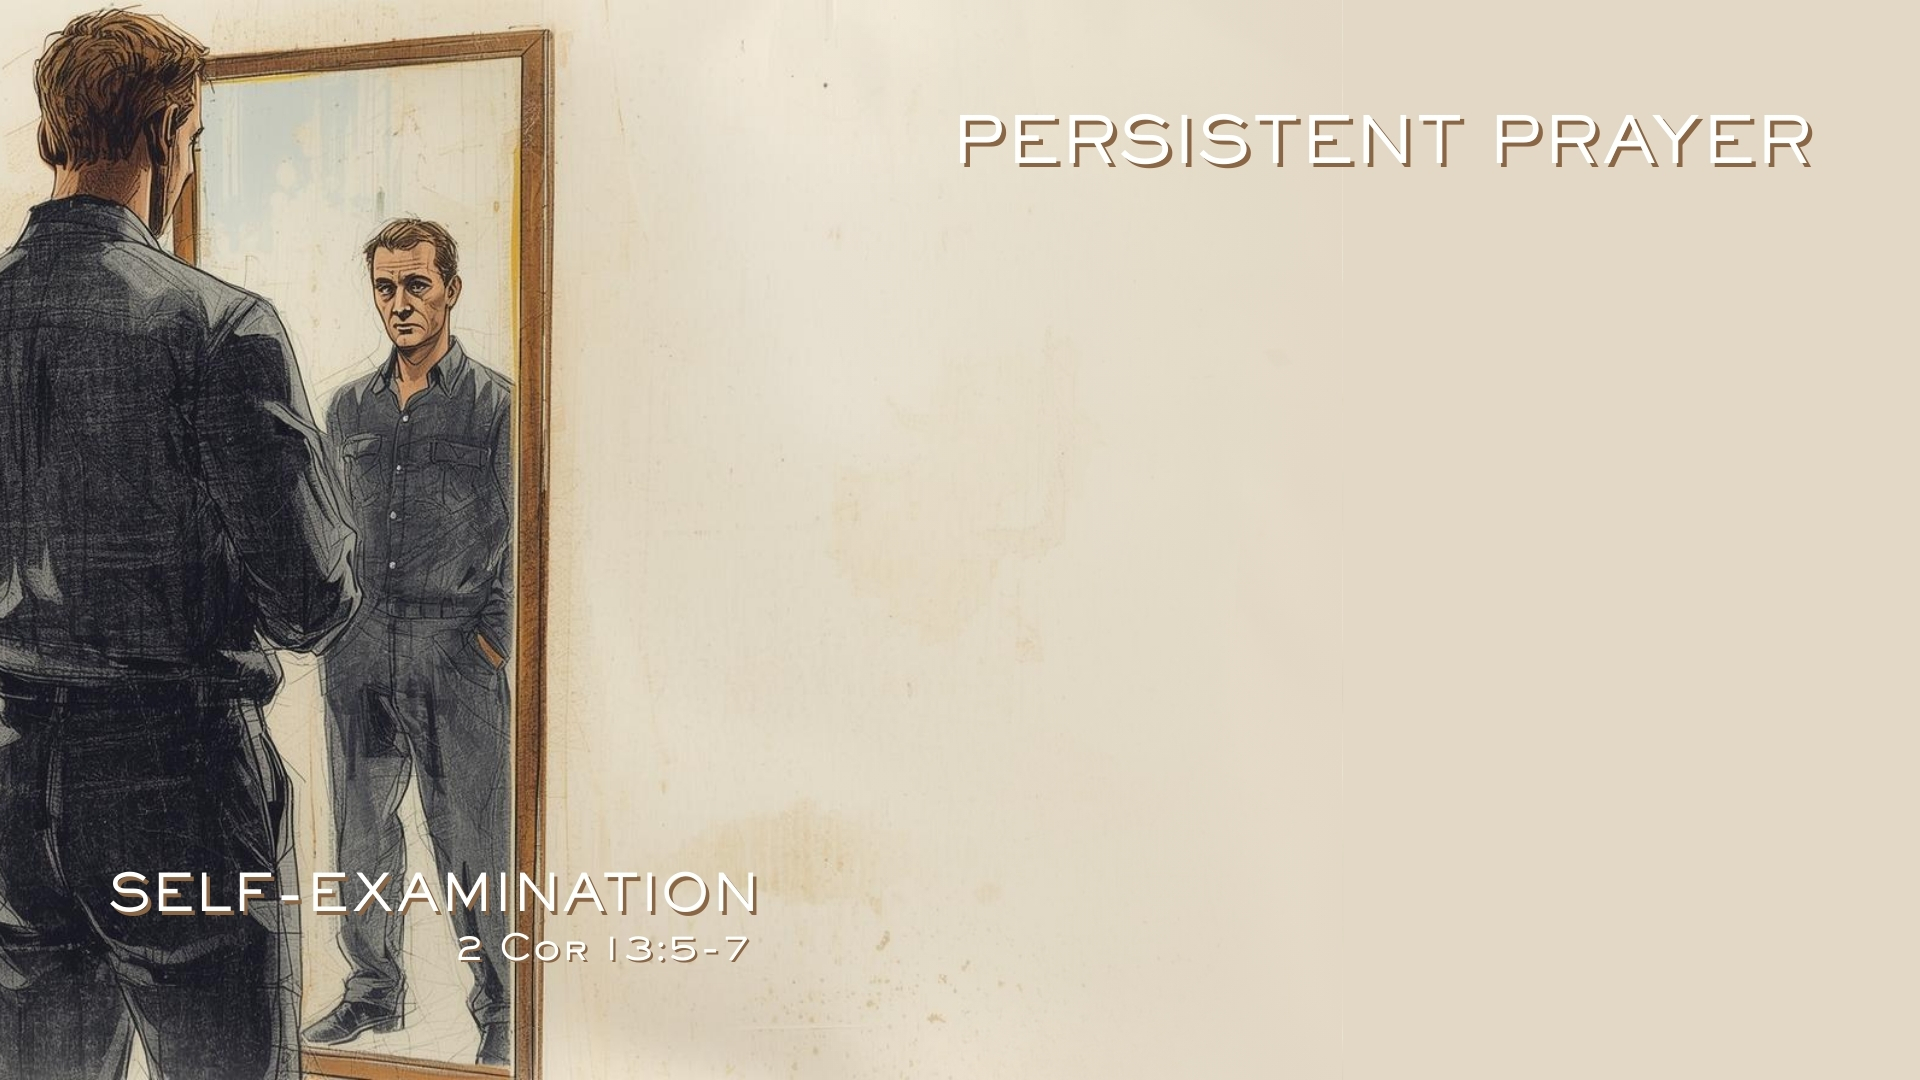 PERSISTENT PRAYER
SELF-EXAMINATION
2 Cor 13:5-7